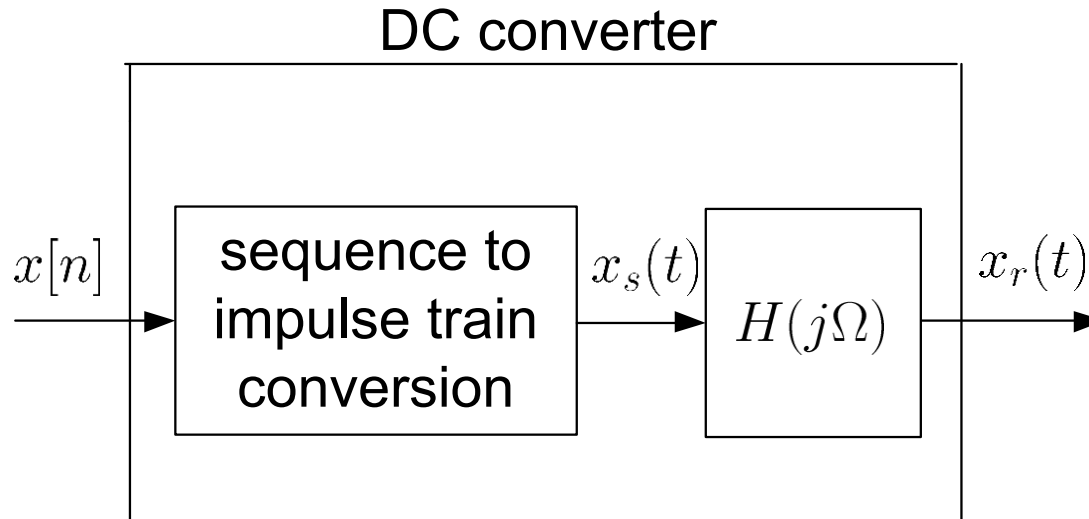 DC converter
x[n]
sequence to
impulse train
conversion
x_s(t)
H(jΩ)
x_r(t)